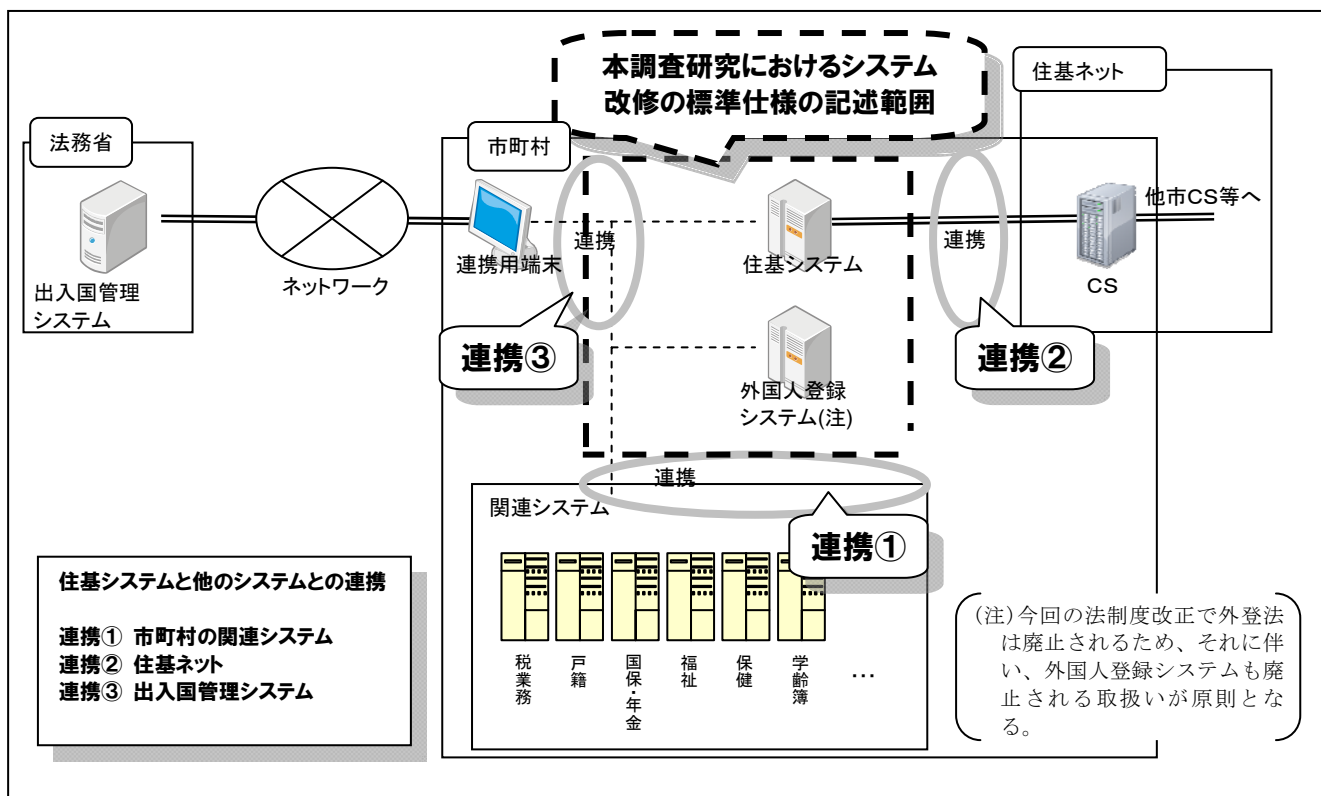 本調査研究におけるシステム
改修の標準仕様の記述範囲
住基ネット
法務省
市町村
他市CS等へ
連携
連携
連携用端末
住基システム
ネットワーク
CS
出入国管理
システム
連携③
連携②
外国人登録
システム(注)
連携
関連システム
連携①
税業務
戸籍
国保・年金
福祉
保健
学齢簿
…
住基システムと他のシステムとの連携
連携① 市町村の関連システム
連携② 住基ネット
連携③ 出入国管理システム
(注)今回の法制度改正で外登法
は廃止されるため、それに伴
い、外国人登録システムも廃
止される取扱いが原則とな
る。